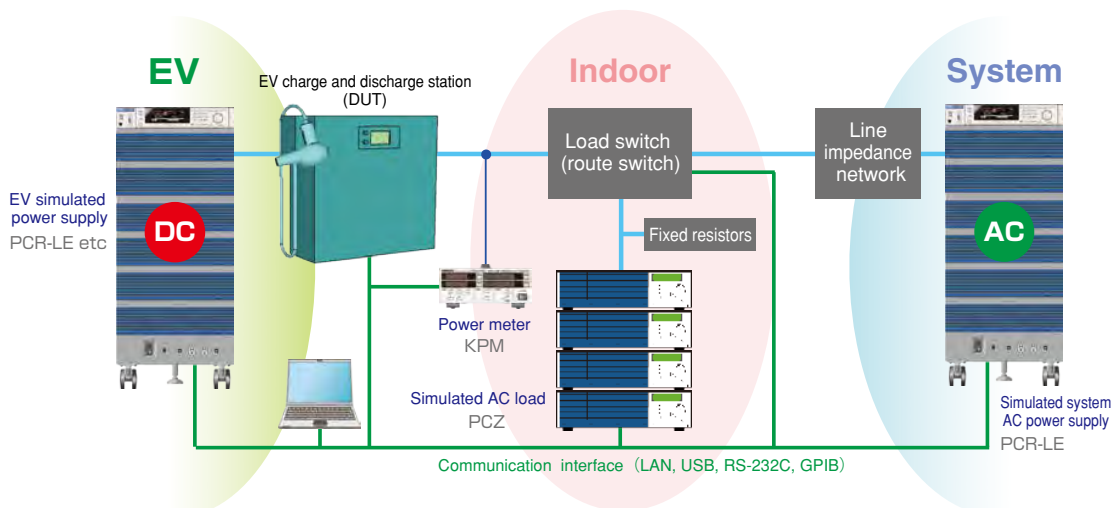 EV
Indoor
System
EV charge and discharge station
(DUT)
Load switch
(route switch)
Line
impedance
network
EV simulated
power supply
PCR-LE etc
DC
AC
Fixed resistors
Power meter
KPM
Simulated AC load
PCZ
Simulated system
AC power supply
PCR-LE
Communication interface（LAN, USB, RS-232C, GPIB）